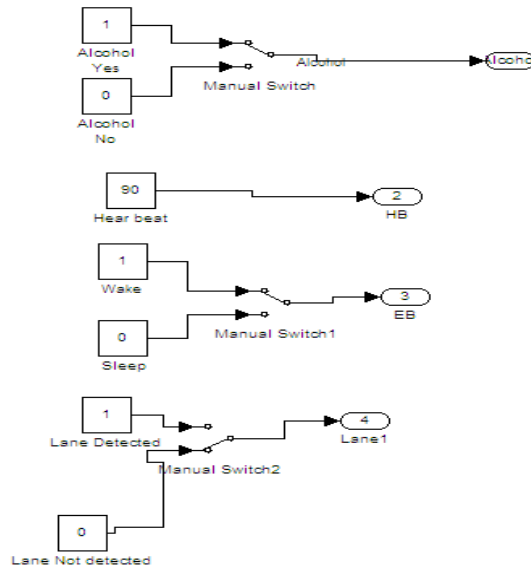 1
Alcohol
Yes
0
Alcohol
No
Manual Switch
Alcohol
Alcohol
90
Hear beat
2
HB
1
Wake
0
Sleep
Manual Switch1
3
EB
1
Lane Detected
0
Lane Not detected
Manual Switch2
4
Lane1